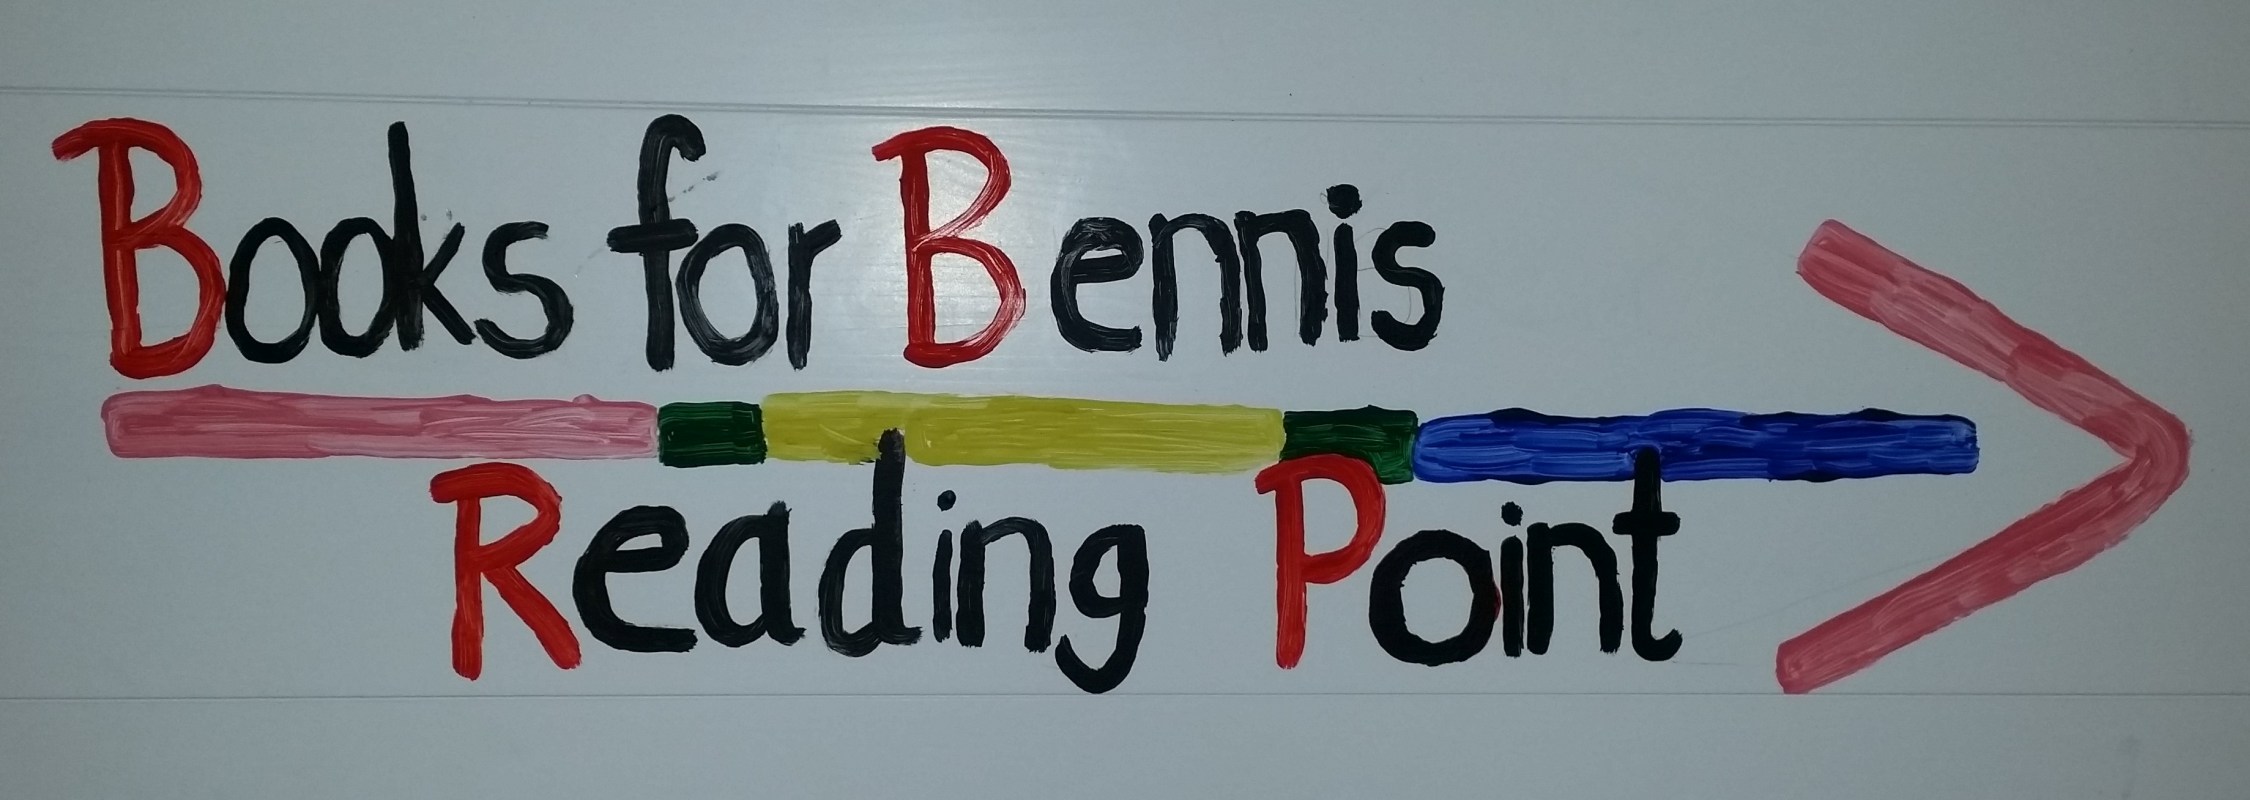 Books for Bennis
Reading Point